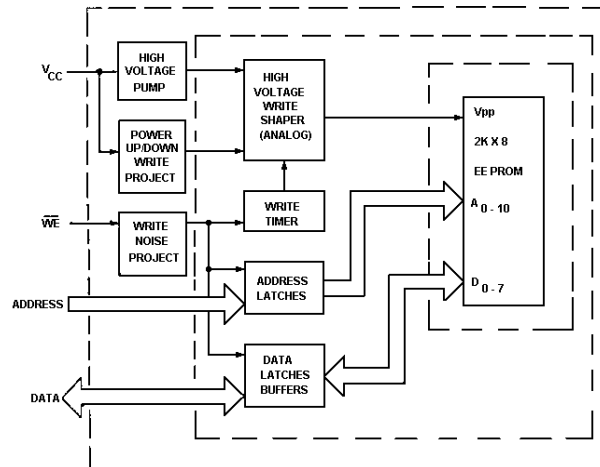 V CC
HIGH
VOLTAGE
PUMP
HIGH
VOLTAGE
WRITE
SHAPER
(ANALOG)
POWER
UP/DOWN
WRITE
PROJECT
Vpp
2K X 8
EE PROM
A 0 - 10
D 0 - 7
WE
WRITE
NOISE
PROJECT
WRITE
TIMER
ADDRESS
ADDRESS
LATCHES
DATA
DATA
LATCHES
BUFFERS